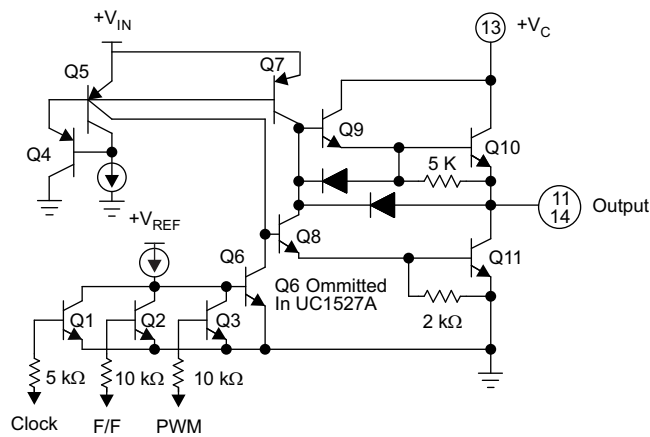 +VIN
13 +VC
Q5
Q7
Q4
Q9
Q10
5 K
11
14
Output
+VREF
Q8
Q6
Q11
Q6 Ommitted
In UC1527A
Q1
Q2
Q3
2 kΩ
5 kΩ
10 kΩ
10 kΩ
Clock
F/F
PWM